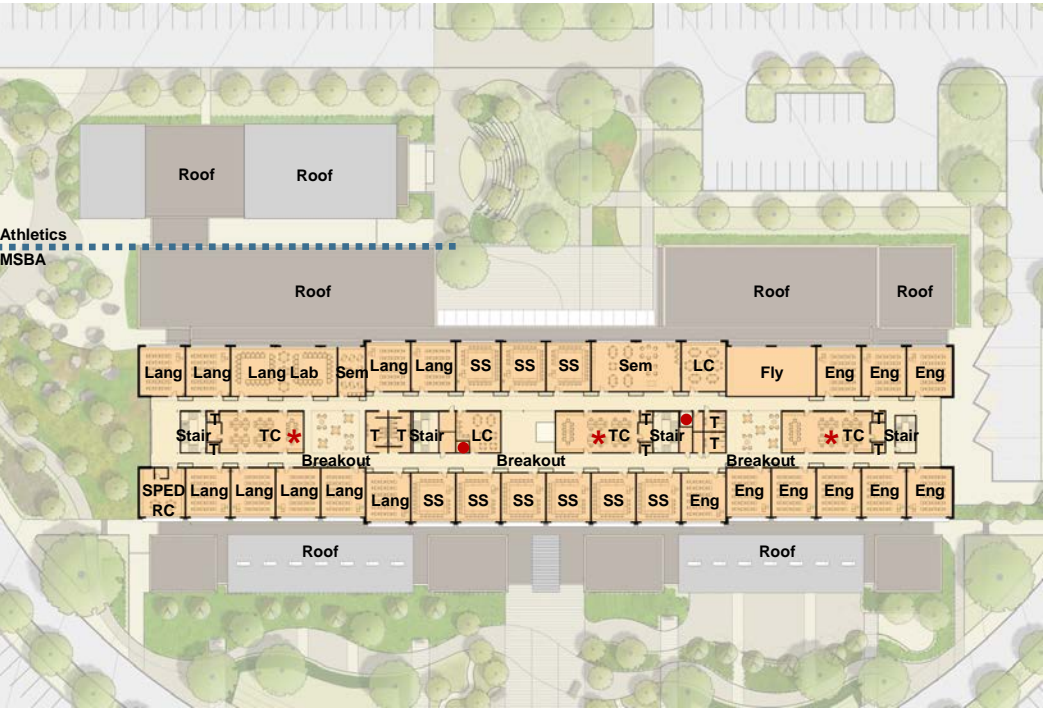 Roof
Roof
Athletics
MSBA
Roof
Roof
Roof
Lang
Lang
Lang Lab
Sem
Lang
Lang
SS
SS
SS
Sem
LC
Fly
Eng
Eng
Eng
Stair
T
T
TC
*
T
T
Stair
LC
*
TC
T
T
Stair
T
T
*
TC
T
T
Stair
Breakout
Breakout
Breakout
SPED
RC
Lang
Lang
Lang
Lang
Lang
SS
SS
SS
SS
SS
SS
Eng
Eng
Eng
Eng
Eng
Eng
Roof
Roof